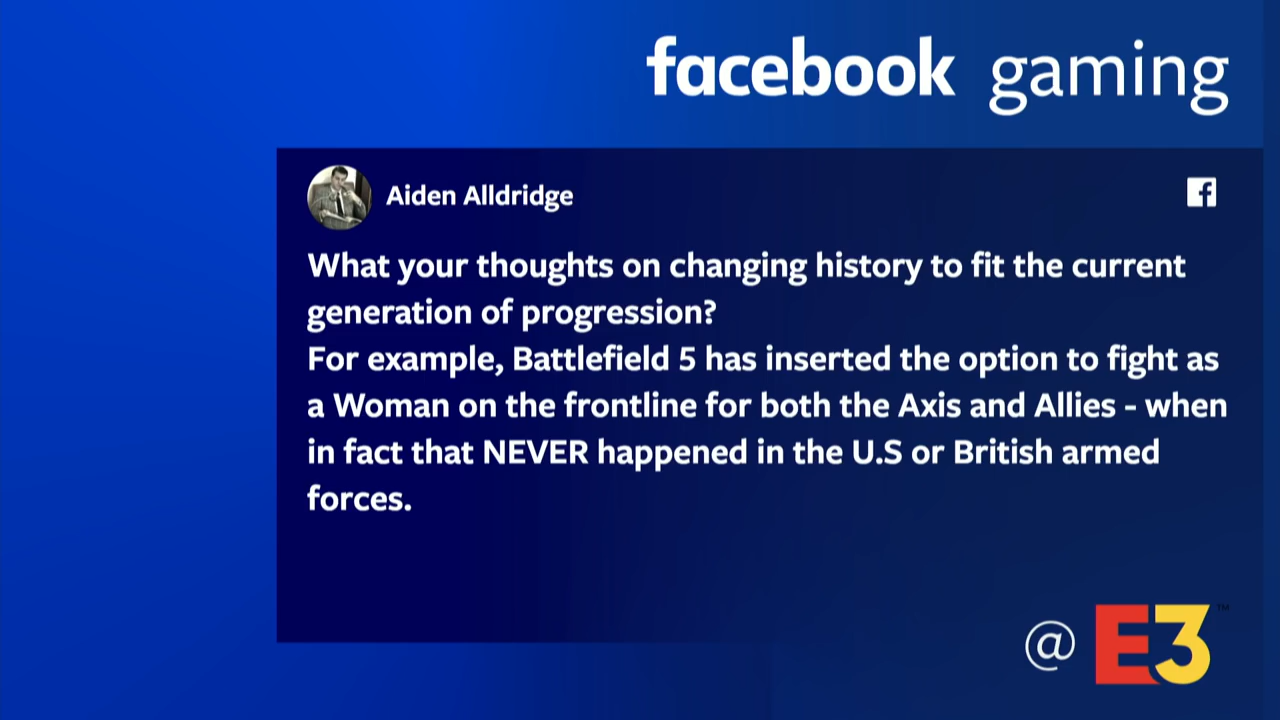 facebook gaming
Aiden Alldridge
What your thoughts on changing history to fit the current
generation of progression?
For example, Battlefield 5 has inserted the option to fight as
a Woman on the frontline for both the Axis and Allies - when
in fact that NEVER happened in the U.S or British armed
forces.
@ E3™